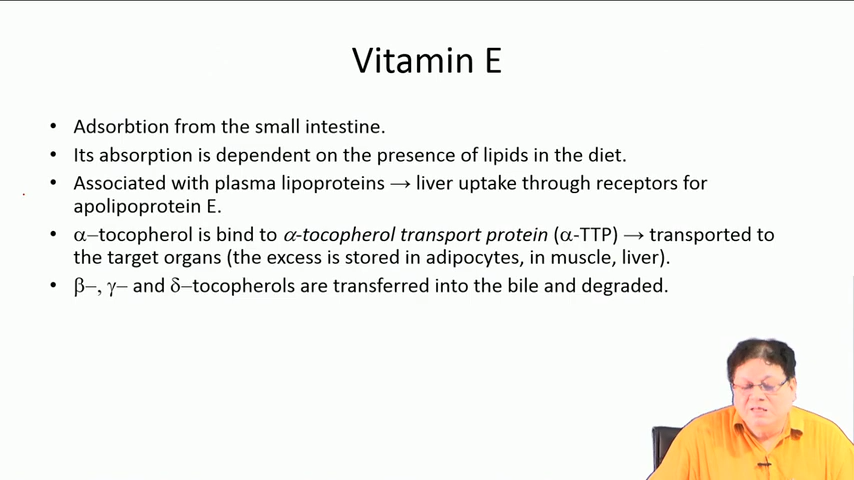 Vitamin E
• Adsorbtion from the small intestine.
• Its absorption is dependent on the presence of lipids in the diet.
• Associated with plasma lipoproteins → liver uptake through receptors for
apolipoprotein E.
• α–tocopherol is bind to α-tocopherol transport protein (α-TTP) → transported to
the target organs (the excess is stored in adipocytes, in muscle, liver).
• β–, γ– and δ–tocopherols are transferred into the bile and degraded.